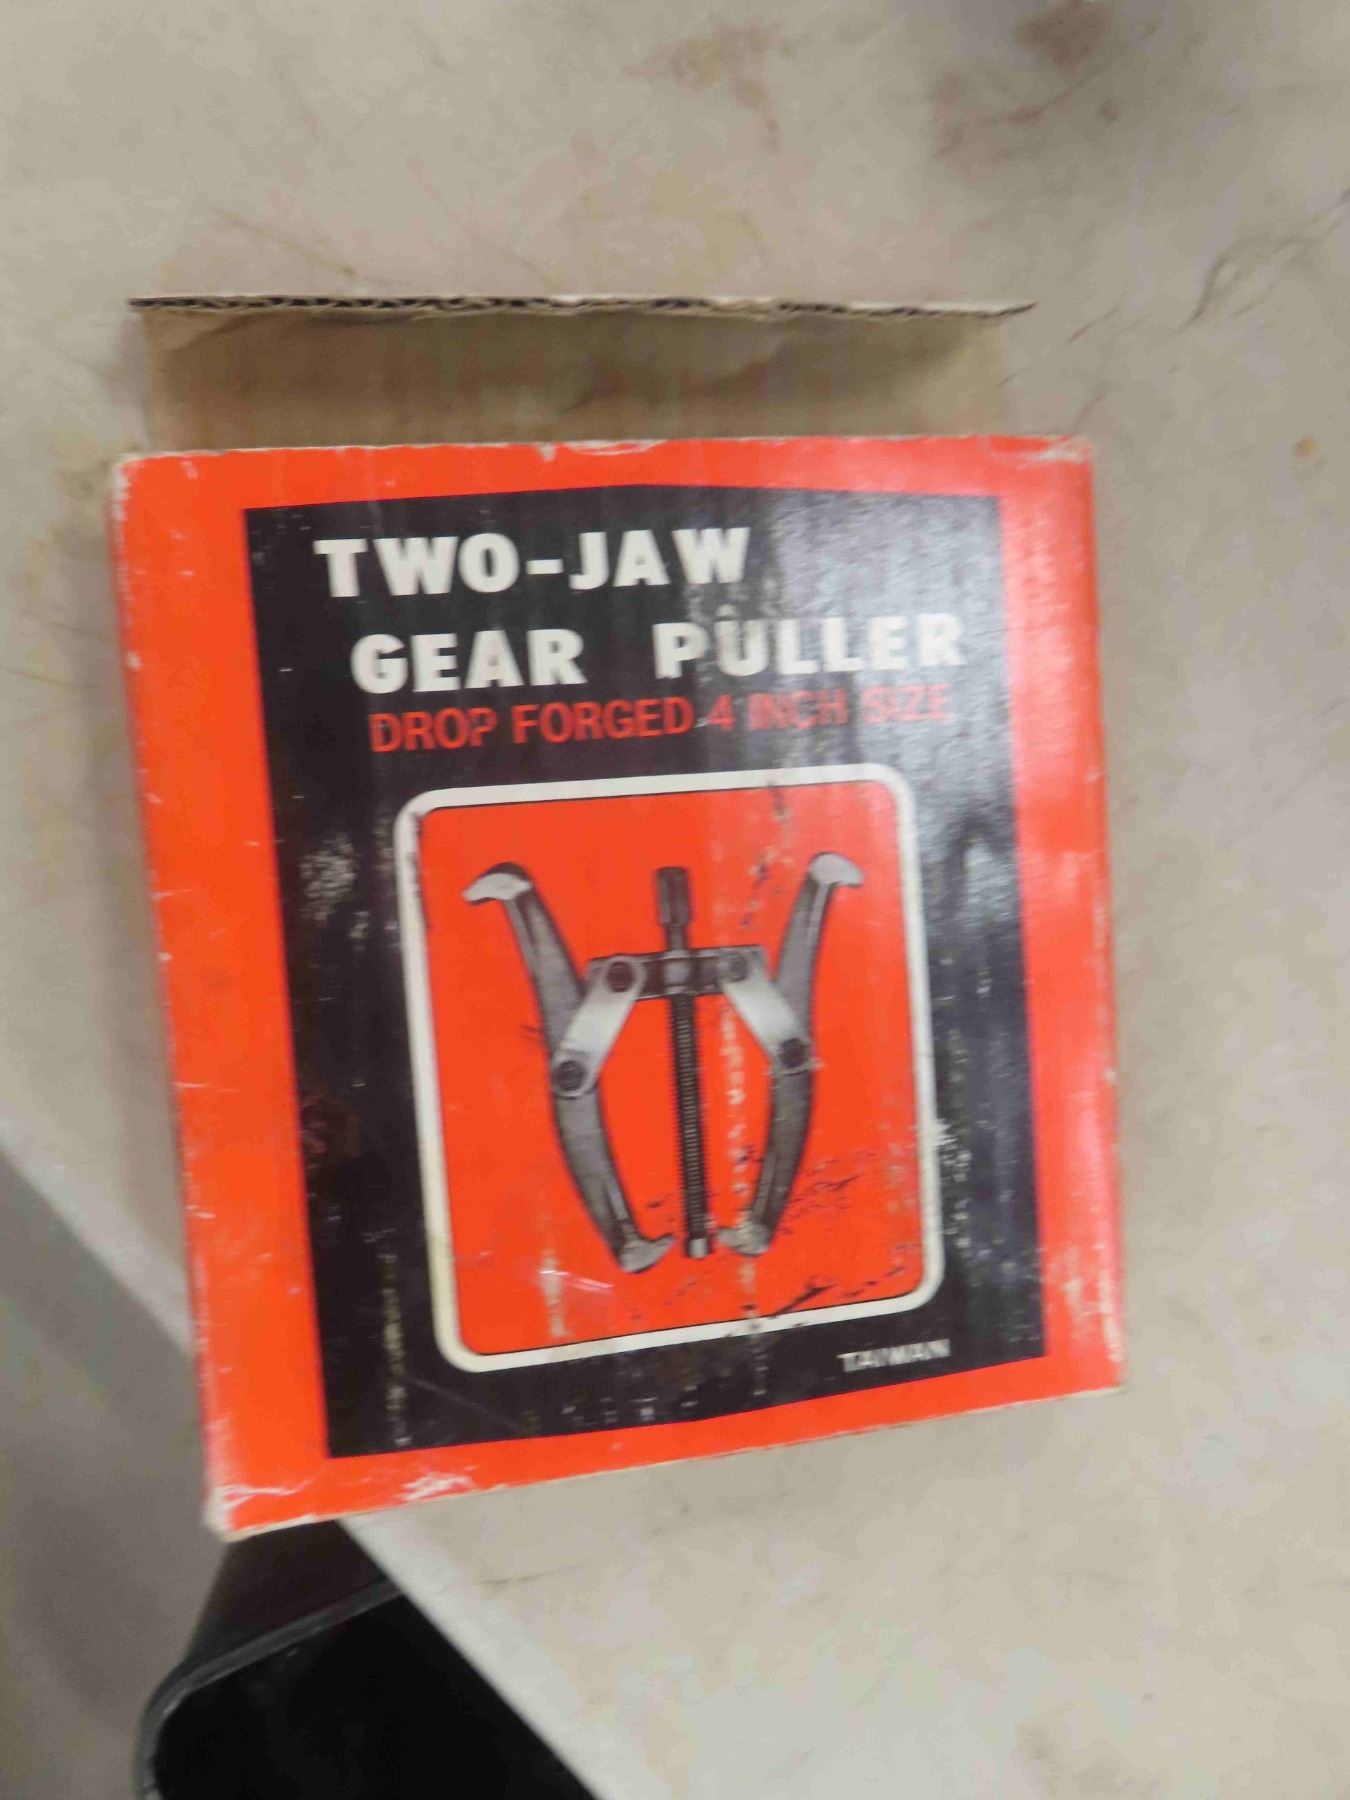 TWO-JAW
GEAR PULLER
DROP FORGED 4 INCH SIZE
TAIWAN